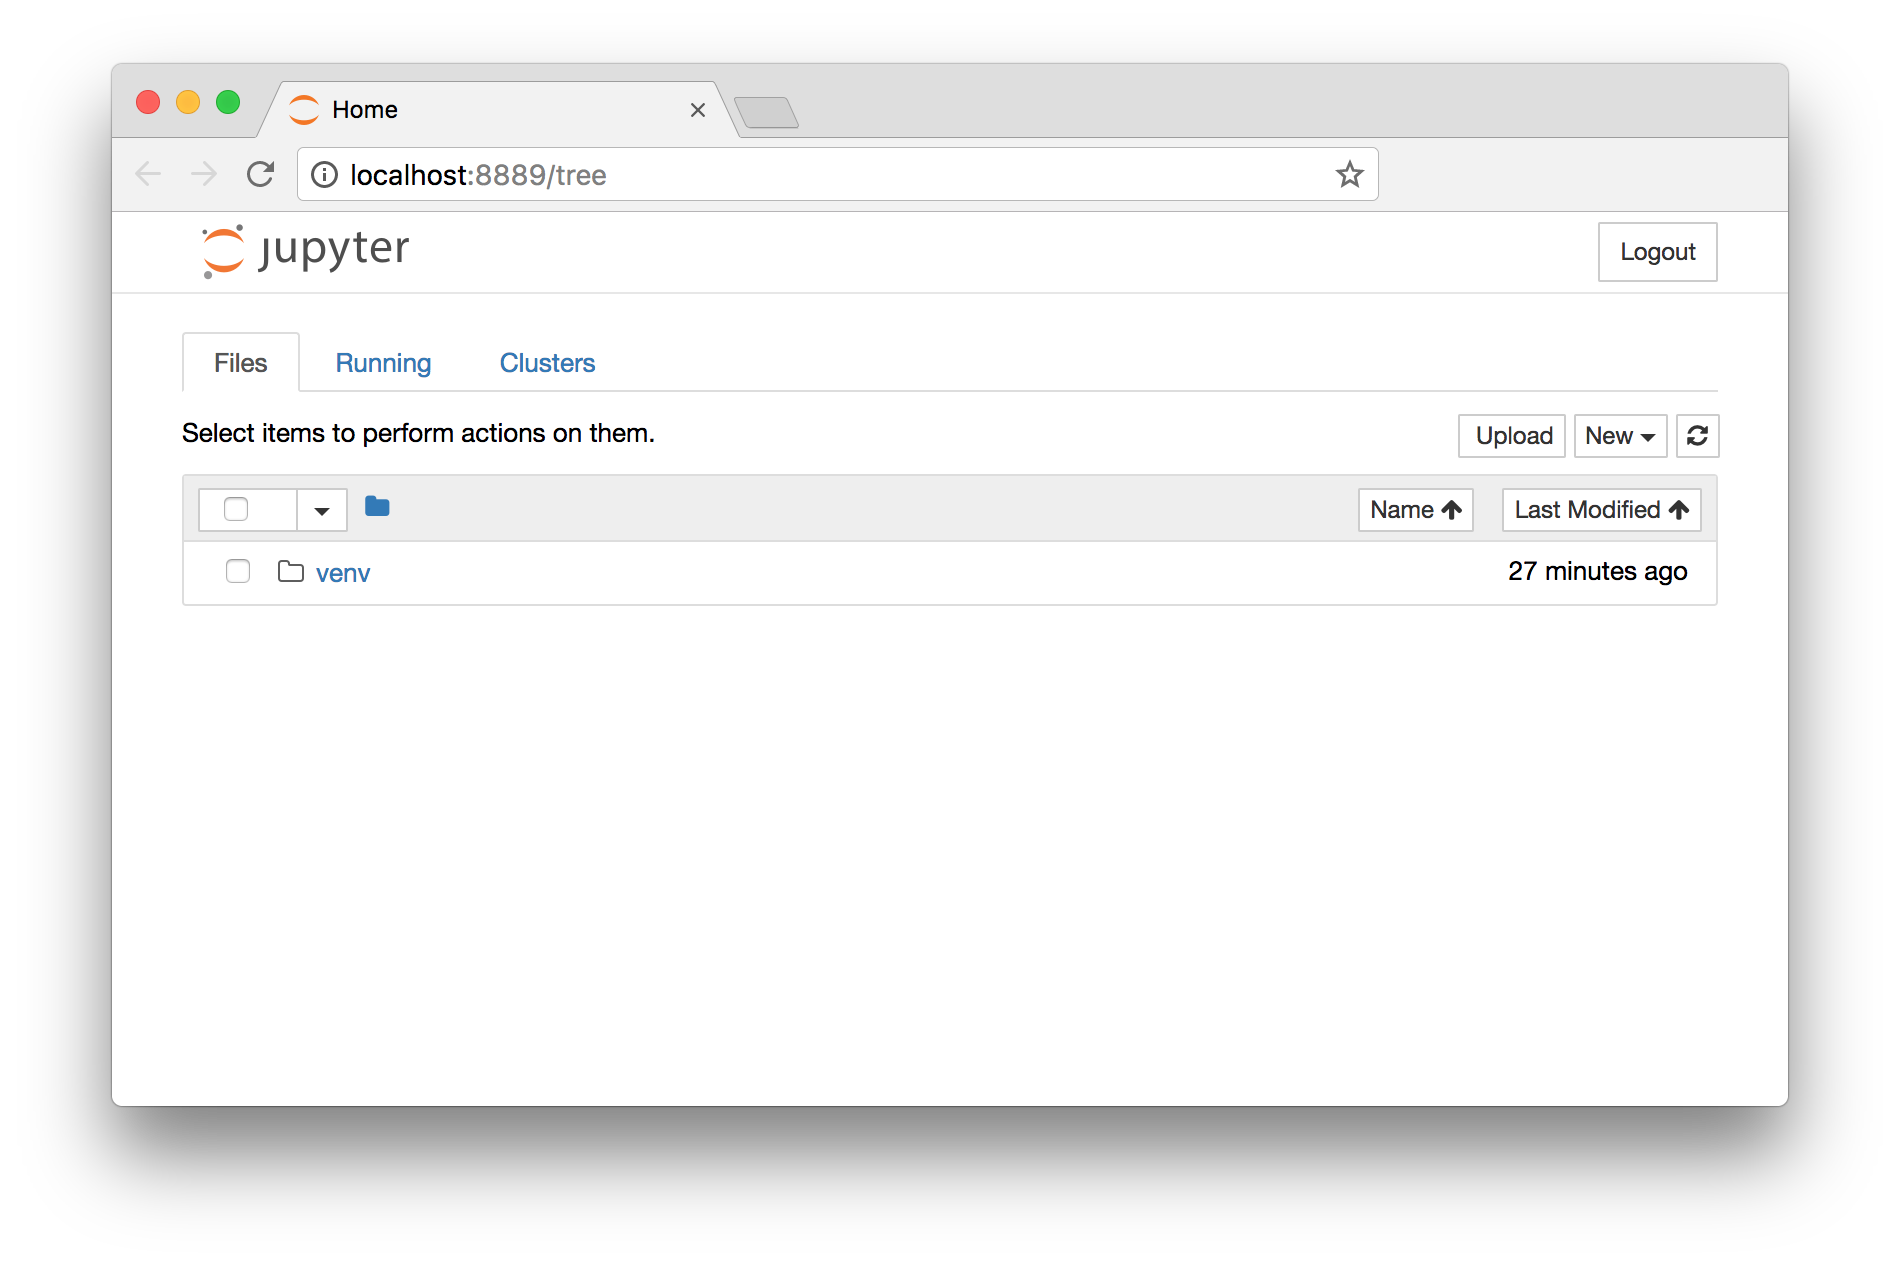 Home
localhost:8889/tree
jupyter
Logout
Files Running Clusters
Select items to perform actions on them.
Upload New
Name Last Modified
venv 27 minutes ago